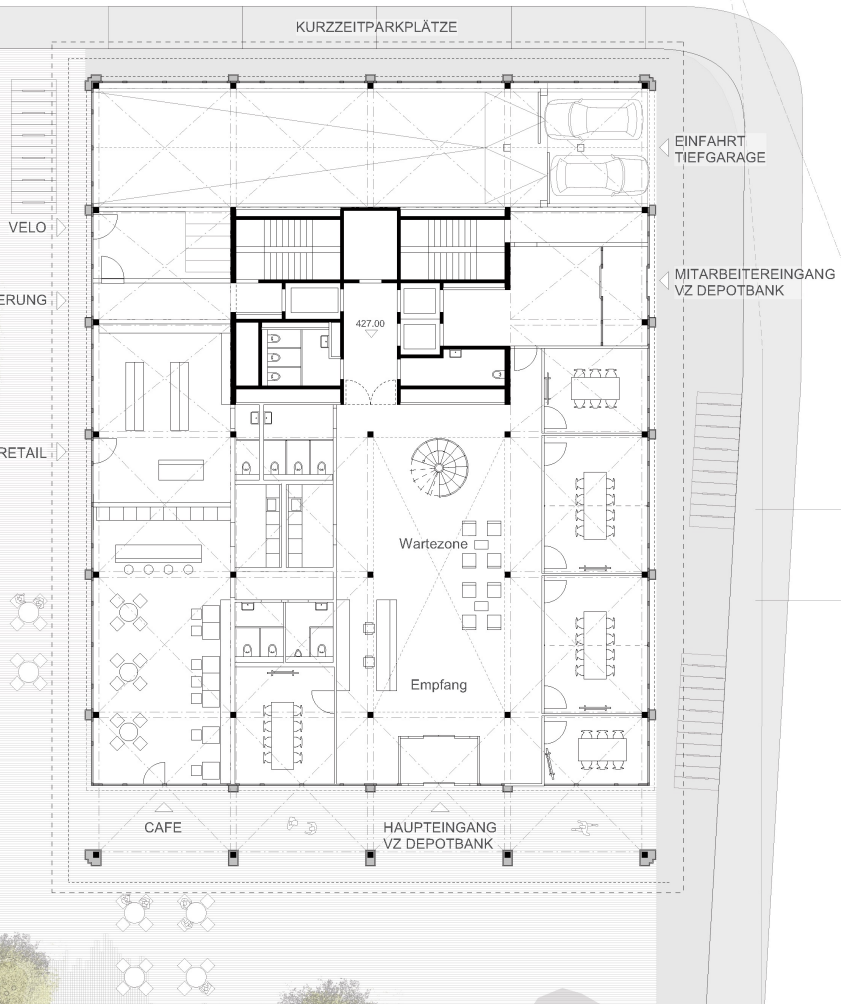 KURZZEITPARKPLÄTZE
EINFAHRT
TIEFGARAGE
VELO
MITARBEITEREINGANG
VZ DEPOTBANK
ERUNG
427.00
RETAIL
Wartezone
Empfang
CAFE
HAUPTEINGANG
VZ DEPOTBANK